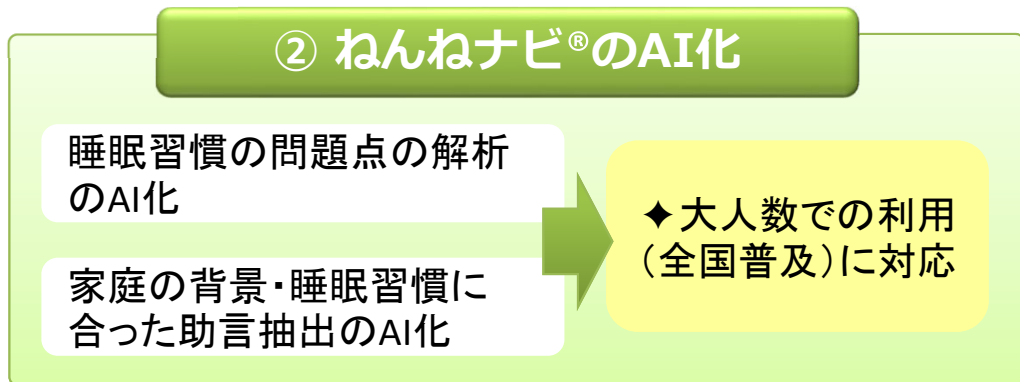 ② ねんねナビ®のAI化
睡眠習慣の問題点の解析
のAI化
家庭の背景・睡眠習慣に
合った助言抽出のAI化
✦大人数での利用
(全国普及)に対応